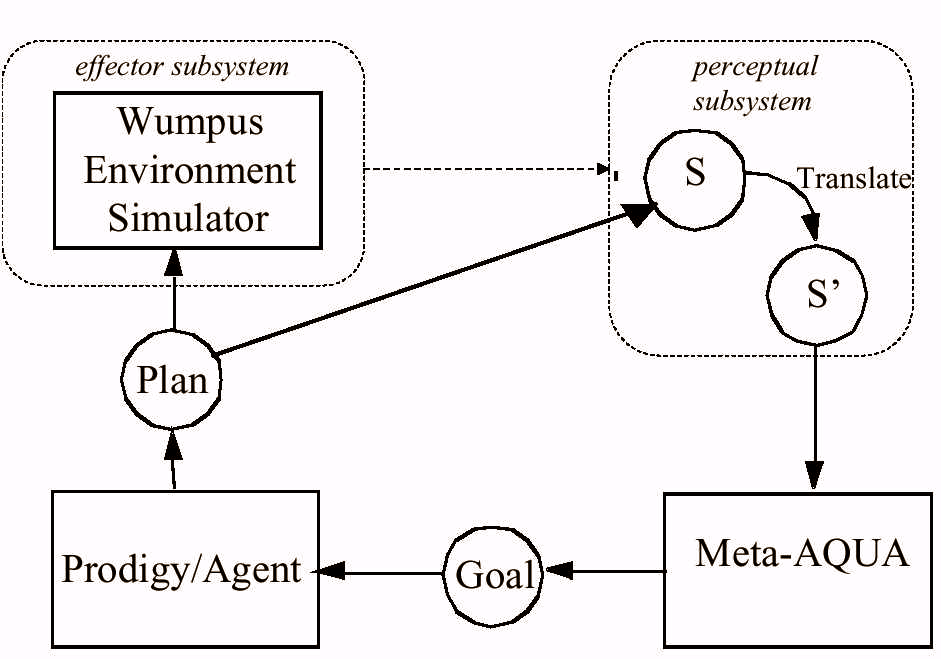 effector subsystem
Wumpus
Environment
Simulator
perceptual
subsystem
S
Translate
S’
Plan
Prodigy/Agent
Goal
Meta-AQUA